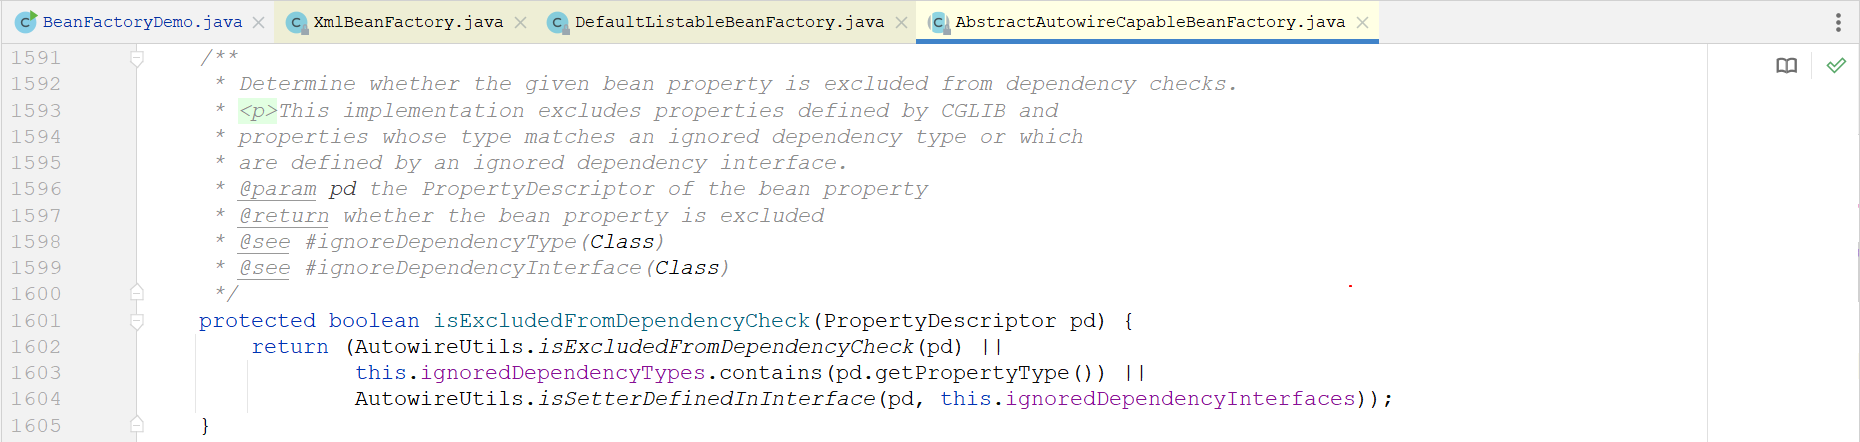 BeanFactoryDemo.java XmlBeanFactory.java DefaultListableBeanFactory.java AbstractAutowireCapableBeanFactory.java
1591 /**
1592 * Determine whether the given bean property is excluded from dependency checks.
1593 * <p>This implementation excludes properties defined by CGLIB and
1594 * properties whose type matches an ignored dependency type or which
1595 * are defined by an ignored dependency interface.
1596 * @param pd the PropertyDescriptor of the bean property
1597 * @return whether the bean property is excluded
1598 * @see #ignoreDependencyType(Class)
1599 * @see #ignoreDependencyInterface(Class)
1600 */
1601 protected boolean isExcludedFromDependencyCheck(PropertyDescriptor pd) {
1602 return (AutowireUtils.isExcludedFromDependencyCheck(pd) ||
1603 this.ignoredDependencyTypes.contains(pd.getPropertyType()) ||
1604 AutowireUtils.isSetterDefinedInInterface(pd, this.ignoredDependencyInterfaces));
1605 }